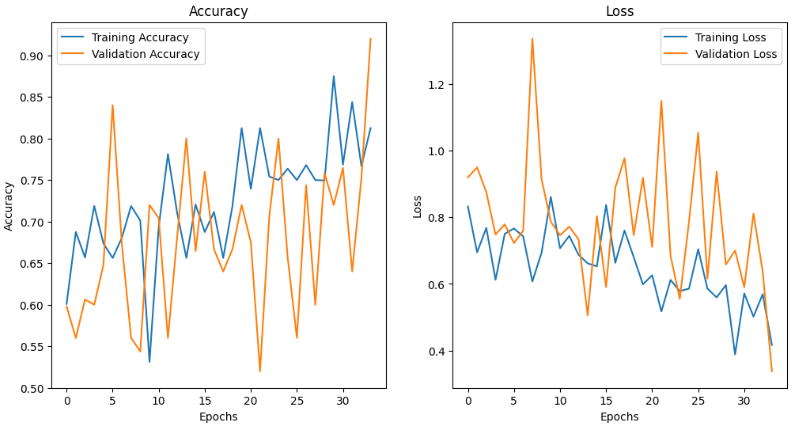 Accuracy
Training Accuracy
Validation Accuracy
0.90
0.85
0.80
0.75
0.70
0.65
0.60
0.55
0.50
Accuracy
0 5 10 15 20 25 30
Epochs
Loss
Training Loss
Validation Loss
1.2
1.0
0.8
0.6
0.4
Loss
0 5 10 15 20 25 30
Epochs